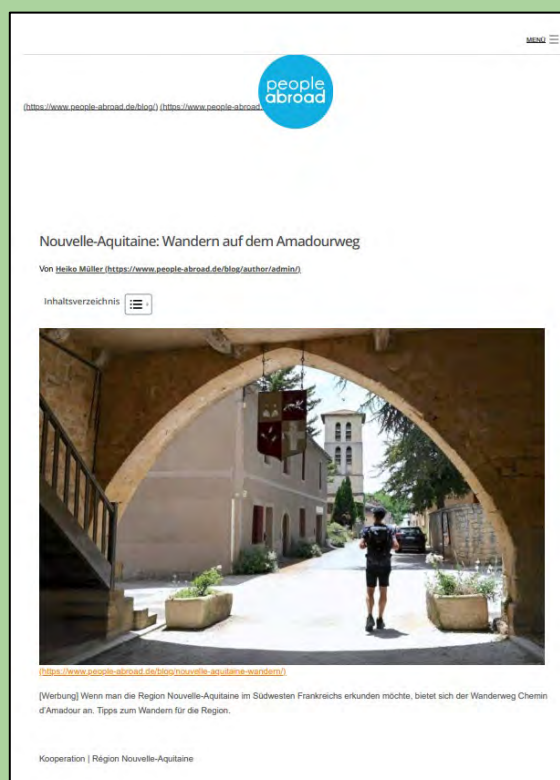 MENÜ
people
abroad
(https://www.people-abroad.de/blog/) (https://www.people-abroad.
Nouvelle-Aquitaine: Wandern auf dem Amadourweg
Von Heiko Müller (https://www.people-abroad.de/blog/author/admin/)
Inhaltsverzeichnis
(https://www.people-abroad.de/blog/nouvelle-aquitaine-wandern/)
[Werbung] Wenn man die Region Nouvelle-Aquitaine im Südwesten Frankreichs erkunden möchte, bietet sich der Wanderweg Chemin
d'Amadour an. Tipps zum Wandern für die Region.
Kooperation | Région Nouvelle-Aquitaine